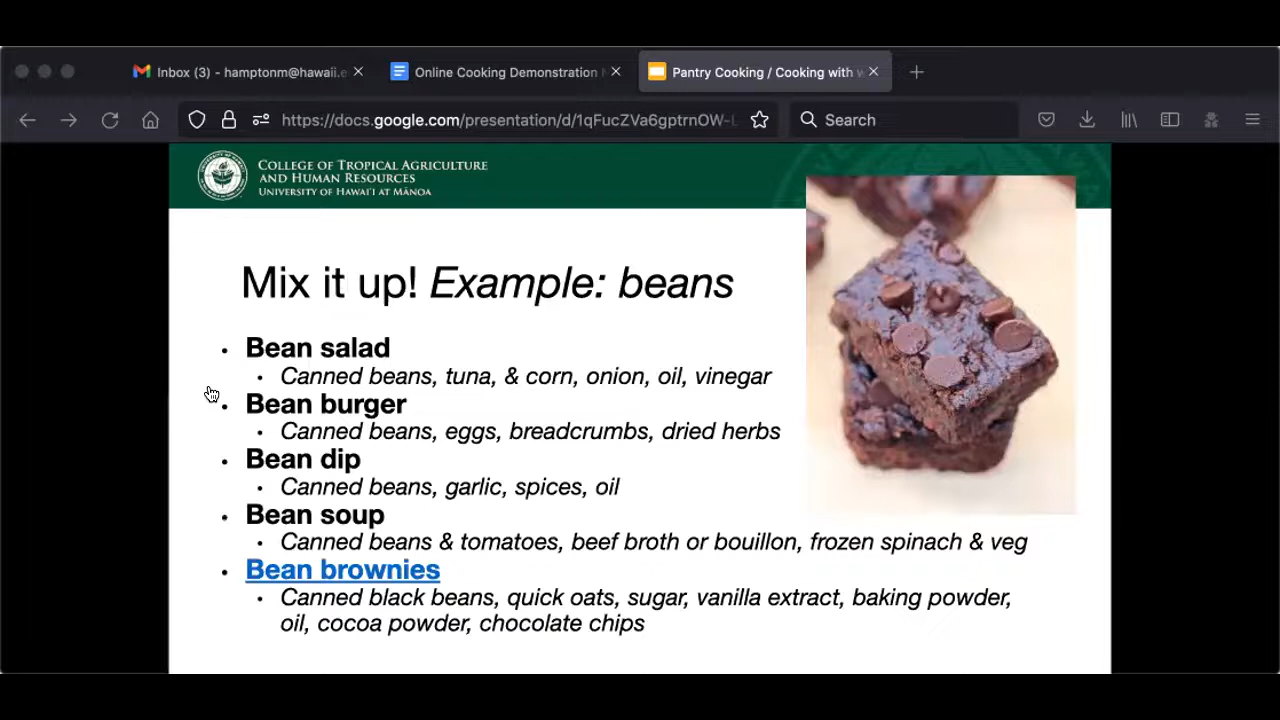 Inbox (3) - hamptonm@hawaii.e
Online Cooking Demonstration
Pantry Cooking / Cooking with w
https://docs.google.com/presentation/d/1qFucZVa6gptrnOW-L
Search
College of Tropical Agriculture
and Human Resources
University of Hawai'i at Mānoa
Mix it up! Example: beans
• Bean salad
• Canned beans, tuna, & corn, onion, oil, vinegar
• Bean burger
• Canned beans, eggs, breadcrumbs, dried herbs
• Bean dip
• Canned beans, garlic, spices, oil
• Bean soup
• Canned beans & tomatoes, beef broth or bouillon, frozen spinach & veg
• Bean brownies
• Canned black beans, quick oats, sugar, vanilla extract, baking powder,
oil, cocoa powder, chocolate chips